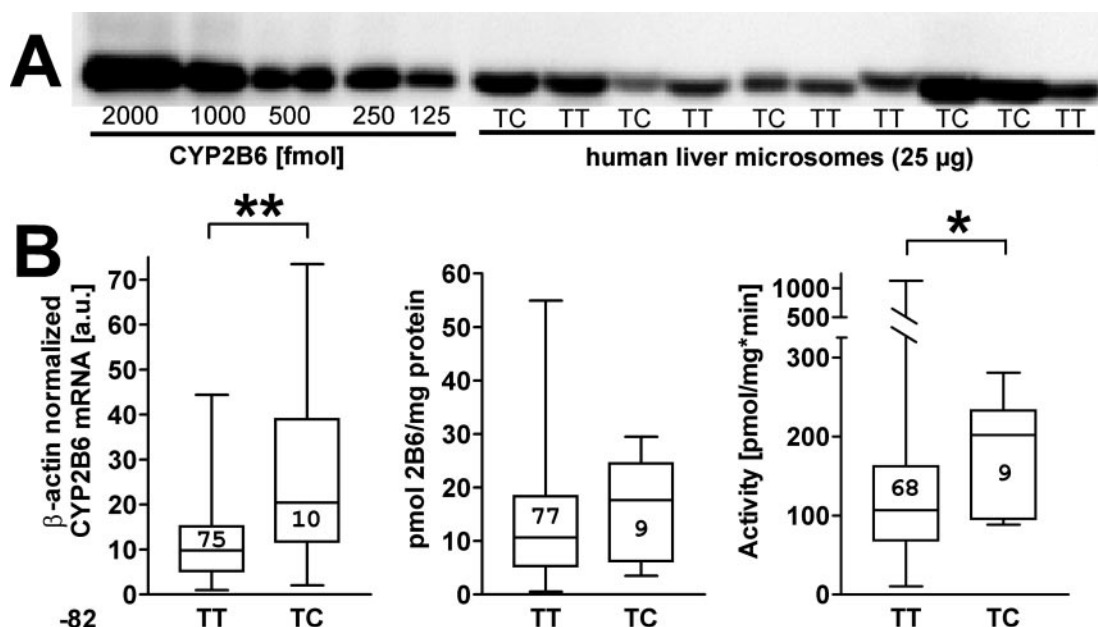 A
2000 1000 500 250 125 TC TT TC TT TC TT TT TC TC TT
CYP2B6 [fmol] human liver microsomes (25 µg)
B
**
β-actin normalized
CYP2B6 mRNA [a.u.]
70
60
50
40
30
20
10
0
75
10
-82 TT TC
pmol 2B6/mg protein
60
50
40
30
20
10
0
77
9
TT TC
*
Activity [pmol/mg*min]
1000
500
300
200
100
0
68
9
TT TC